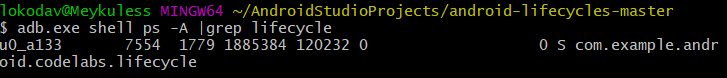 lokodav@Meykuless MINGW64 ~/AndroidStudioProjects/android-lifecycles-master
$ adb.exe shell ps -A |grep lifecycle
u0_a133 7554 1779 1885384 120232 0 0 S com.example.andr
oid.codelabs.lifecycle